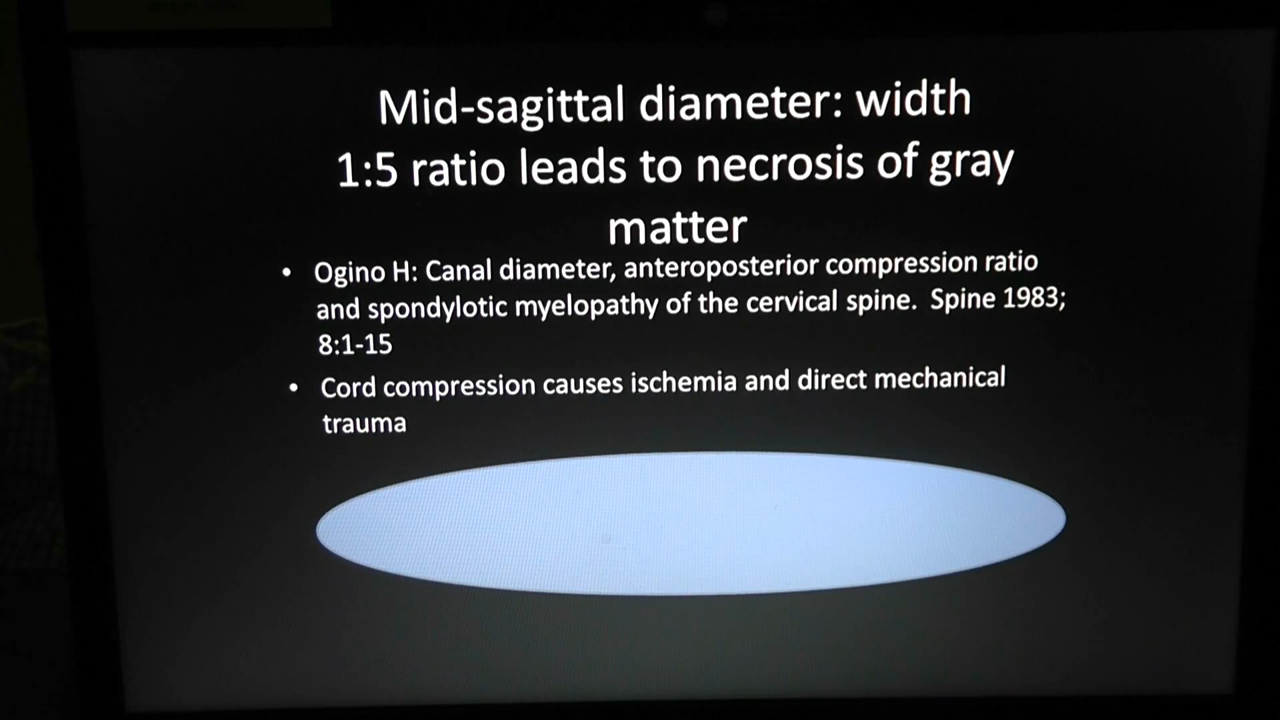 Mid-sagittal diameter: width
1:5 ratio leads to necrosis of gray
matter
• Ogino H: Canal diameter, anteroposterior compression ratio
and spondylotic myelopathy of the cervical spine. Spine 1983;
8:1-15
• Cord compression causes ischemia and direct mechanical
trauma